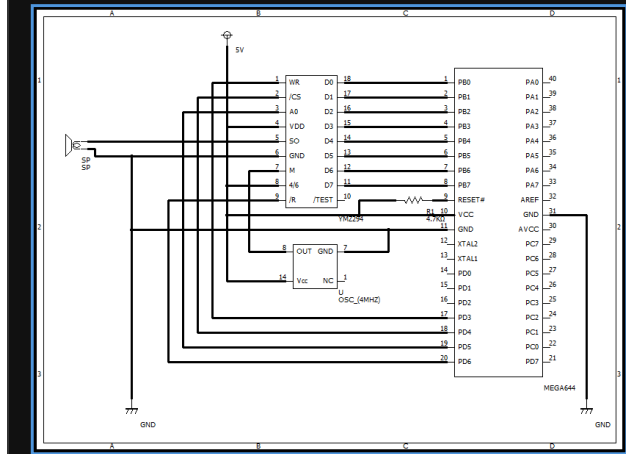 A B C D
5V
1 1
1 WR D0 18 1 PB0 PA0 40
2 /CS D1 17 2 PB1 PA1 39
3 A0 D2 16 3 PB2 PA2 38
4 VDD D3 15 4 PB3 PA3 37
5 SO D4 14 5 PB4 PA4 36
6 GND D5 13 6 PB5 PA5 35
SP
SP
7 M D6 12 7 PB6 PA6 34
8 4/6 D7 11 8 PB7 PA7 33
9 /R /TEST 10 9 RESET# AREF 32
YM2294 R1 10 VCC GND 31
4.7KΩ
2 11 GND AVCC 30 2
12 XTAL2 PC7 29
8 OUT GND 7 13 XTAL1 PC6 28
14 PD0 PC5 27
14 Vcc NC 1 15 PD1 PC4 26
U
OSC_(4MHZ)
16 PD2 PC3 25
17 PD3 PC2 24
18 PD4 PC1 23
19 PD5 PC0 22
20 PD6 PD7 21
3 3
MEGA644
GND GND
A B C D